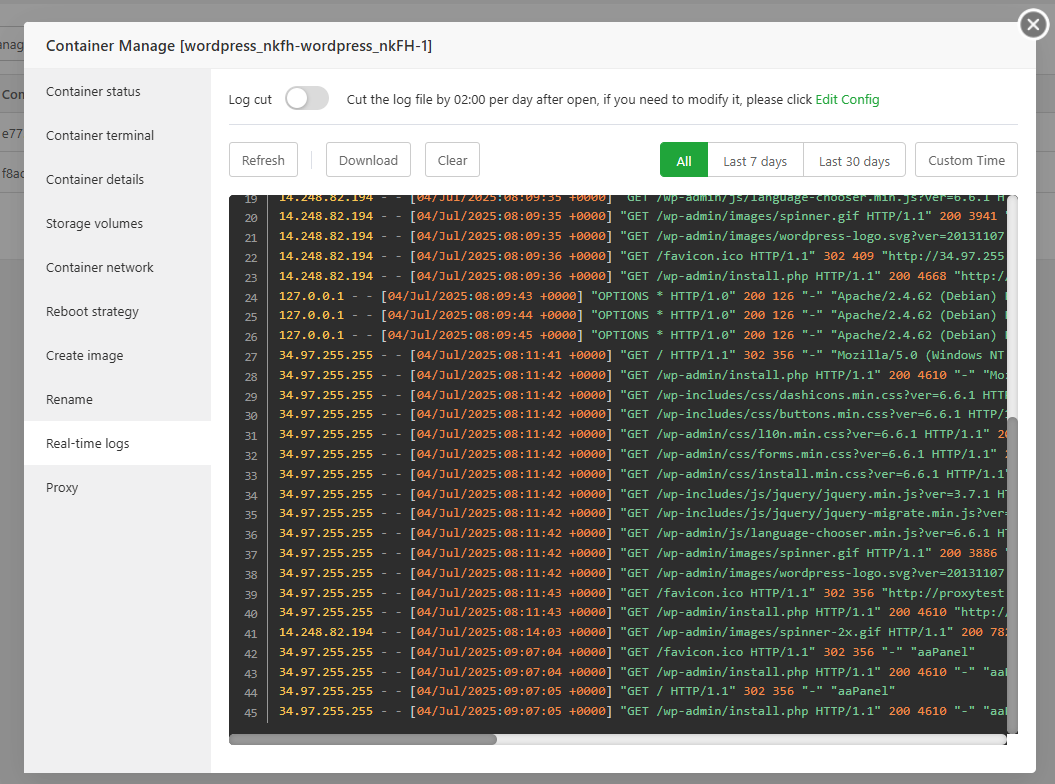 Container Manage [wordpress_nkfh-wordpress_nkFH-1]
anag
Con
e77
f8ac
Container status
Container terminal
Container details
Storage volumes
Container network
Reboot strategy
Create image
Rename
Real-time logs
Proxy
Log cut Cut the log file by 02:00 per day after open, if you need to modify it, please click Edit Config
Refresh Download Clear All Last 7 days Last 30 days Custom Time
19 14.248.82.194 - - [04/Jul/2025:08:09:35 +0000] "GET /wp-admin/js/language-chooser.min.js?ver=6.6.1 H
20 14.248.82.194 - - [04/Jul/2025:08:09:35 +0000] "GET /wp-admin/images/spinner.gif HTTP/1.1" 200 3941 "
21 14.248.82.194 - - [04/Jul/2025:08:09:35 +0000] "GET /wp-admin/images/wordpress-logo.svg?ver=20131107
22 14.248.82.194 - - [04/Jul/2025:08:09:36 +0000] "GET /favicon.ico HTTP/1.1" 302 409 "http://34.97.255
23 14.248.82.194 - - [04/Jul/2025:08:09:36 +0000] "GET /wp-admin/install.php HTTP/1.1" 200 4668 "http:/
24 127.0.0.1 - - [04/Jul/2025:08:09:43 +0000] "OPTIONS * HTTP/1.0" 200 126 "-" "Apache/2.4.62 (Debian)
25 127.0.0.1 - - [04/Jul/2025:08:09:44 +0000] "OPTIONS * HTTP/1.0" 200 126 "-" "Apache/2.4.62 (Debian)
26 127.0.0.1 - - [04/Jul/2025:08:09:45 +0000] "OPTIONS * HTTP/1.0" 200 126 "-" "Apache/2.4.62 (Debian)
27 34.97.255.255 - - [04/Jul/2025:08:11:41 +0000] "GET / HTTP/1.1" 302 356 "-" "Mozilla/5.0 (Windows NT
28 34.97.255.255 - - [04/Jul/2025:08:11:42 +0000] "GET /wp-admin/install.php HTTP/1.1" 200 4610 "-" "Mo
29 34.97.255.255 - - [04/Jul/2025:08:11:42 +0000] "GET /wp-includes/css/dashicons.min.css?ver=6.6.1 HTT
30 34.97.255.255 - - [04/Jul/2025:08:11:42 +0000] "GET /wp-includes/css/buttons.min.css?ver=6.6.1 HTTP/
31 34.97.255.255 - - [04/Jul/2025:08:11:42 +0000] "GET /wp-admin/css/l10n.min.css?ver=6.6.1 HTTP/1.1" 2
32 34.97.255.255 - - [04/Jul/2025:08:11:42 +0000] "GET /wp-admin/css/forms.min.css?ver=6.6.1 HTTP/1.1"
33 34.97.255.255 - - [04/Jul/2025:08:11:42 +0000] "GET /wp-admin/css/install.min.css?ver=6.6.1 HTTP/1.1"
34 34.97.255.255 - - [04/Jul/2025:08:11:42 +0000] "GET /wp-includes/js/jquery/jquery.min.js?ver=3.7.1 H
35 34.97.255.255 - - [04/Jul/2025:08:11:42 +0000] "GET /wp-includes/js/jquery/jquery-migrate.min.js?ver=
36 34.97.255.255 - - [04/Jul/2025:08:11:42 +0000] "GET /wp-admin/js/language-chooser.min.js?ver=6.6.1 H
37 34.97.255.255 - - [04/Jul/2025:08:11:42 +0000] "GET /wp-admin/images/spinner.gif HTTP/1.1" 200 3886 "
38 34.97.255.255 - - [04/Jul/2025:08:11:42 +0000] "GET /wp-admin/images/wordpress-logo.svg?ver=20131107
39 34.97.255.255 - - [04/Jul/2025:08:11:43 +0000] "GET /favicon.ico HTTP/1.1" 302 356 "http://proxytest
40 34.97.255.255 - - [04/Jul/2025:08:11:43 +0000] "GET /wp-admin/install.php HTTP/1.1" 200 4610 "http:/
41 14.248.82.194 - - [04/Jul/2025:08:14:03 +0000] "GET /wp-admin/images/spinner-2x.gif HTTP/1.1" 200 782
42 34.97.255.255 - - [04/Jul/2025:09:07:04 +0000] "GET /favicon.ico HTTP/1.1" 302 356 "-" "aaPanel"
43 34.97.255.255 - - [04/Jul/2025:09:07:04 +0000] "GET /wp-admin/install.php HTTP/1.1" 200 4610 "-" "aa
44 34.97.255.255 - - [04/Jul/2025:09:07:05 +0000] "GET / HTTP/1.1" 302 356 "-" "aaPanel"
45 34.97.255.255 - - [04/Jul/2025:09:07:05 +0000] "GET /wp-admin/install.php HTTP/1.1" 200 4610 "-" "aa